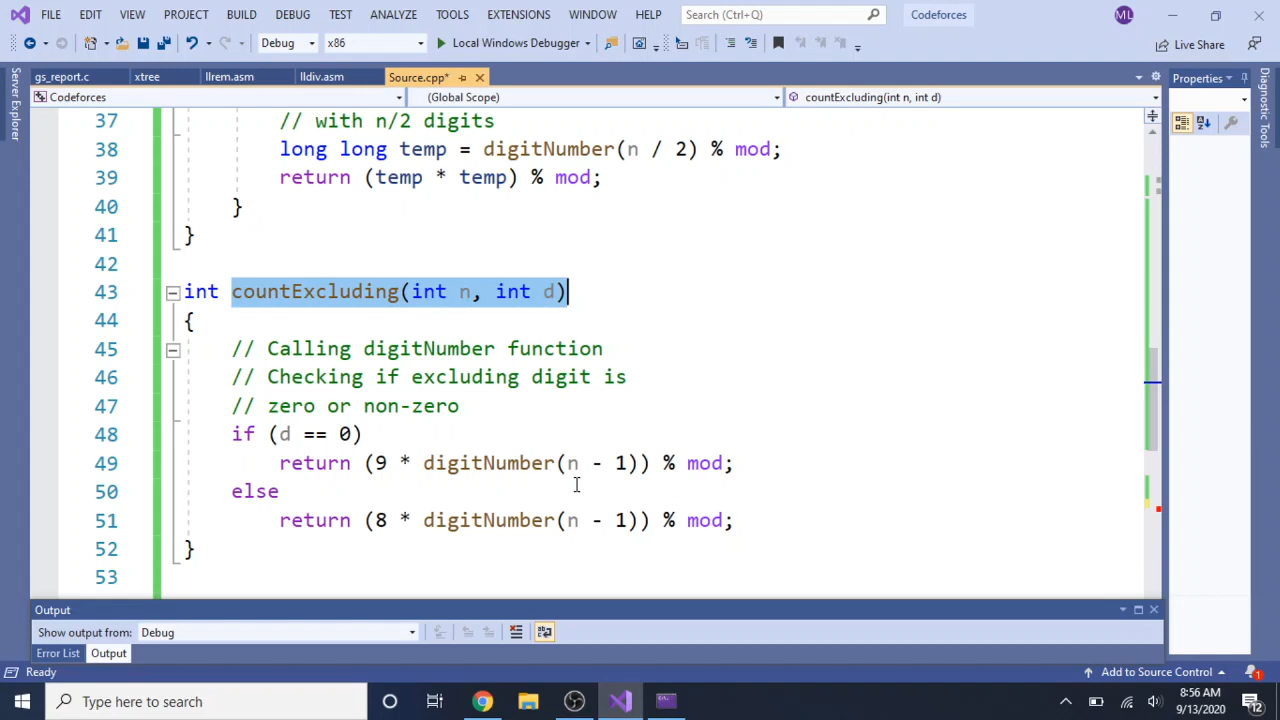 FILE EDIT VIEW PROJECT BUILD DEBUG TEST ANALYZE TOOLS EXTENSIONS WINDOW HELP Search (Ctrl+Q) Codeforces ML
Debug x86 Local Windows Debugger Live Share
gs_report.c xtree llrem.asm lldiv.asm Source.cpp* Properties
Codeforces (Global Scope) countExcluding(int n, int d)
Server Explorer
Diagnostic Tools
37 // with n/2 digits
38 long long temp = digitNumber(n / 2) % mod;
39 return (temp * temp) % mod;
40 }
41 }
42
43 int countExcluding(int n, int d)
44 {
45 // Calling digitNumber function
46 // Checking if excluding digit is
47 // zero or non-zero
48 if (d == 0)
49 return (9 * digitNumber(n - 1)) % mod;
50 else
51 return (8 * digitNumber(n - 1)) % mod;
52 }
53
Output
Show output from: Debug
Error List Output
Ready Add to Source Control 1
Type here to search 8:56 AM
9/13/2020 12